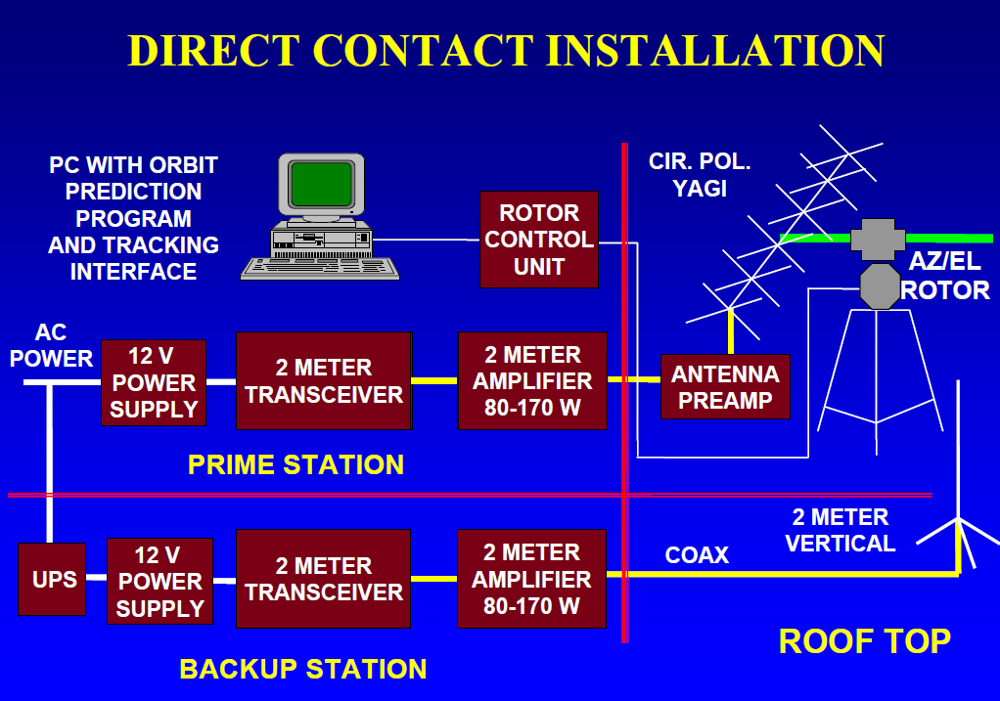 DIRECT CONTACT INSTALLATION
PC WITH ORBIT
PREDICTION
PROGRAM
AND TRACKING
INTERFACE
ROTOR
CONTROL
UNIT
CIR. POL.
YAGI
AZ/EL
ROTOR
AC
POWER
12 V
POWER
SUPPLY
2 METER
TRANSCEIVER
2 METER
AMPLIFIER
80-170 W
ANTENNA
PREAMP
PRIME STATION
2 METER
VERTICAL
UPS
12 V
POWER
SUPPLY
2 METER
TRANSCEIVER
2 METER
AMPLIFIER
80-170 W
COAX
ROOF TOP
BACKUP STATION